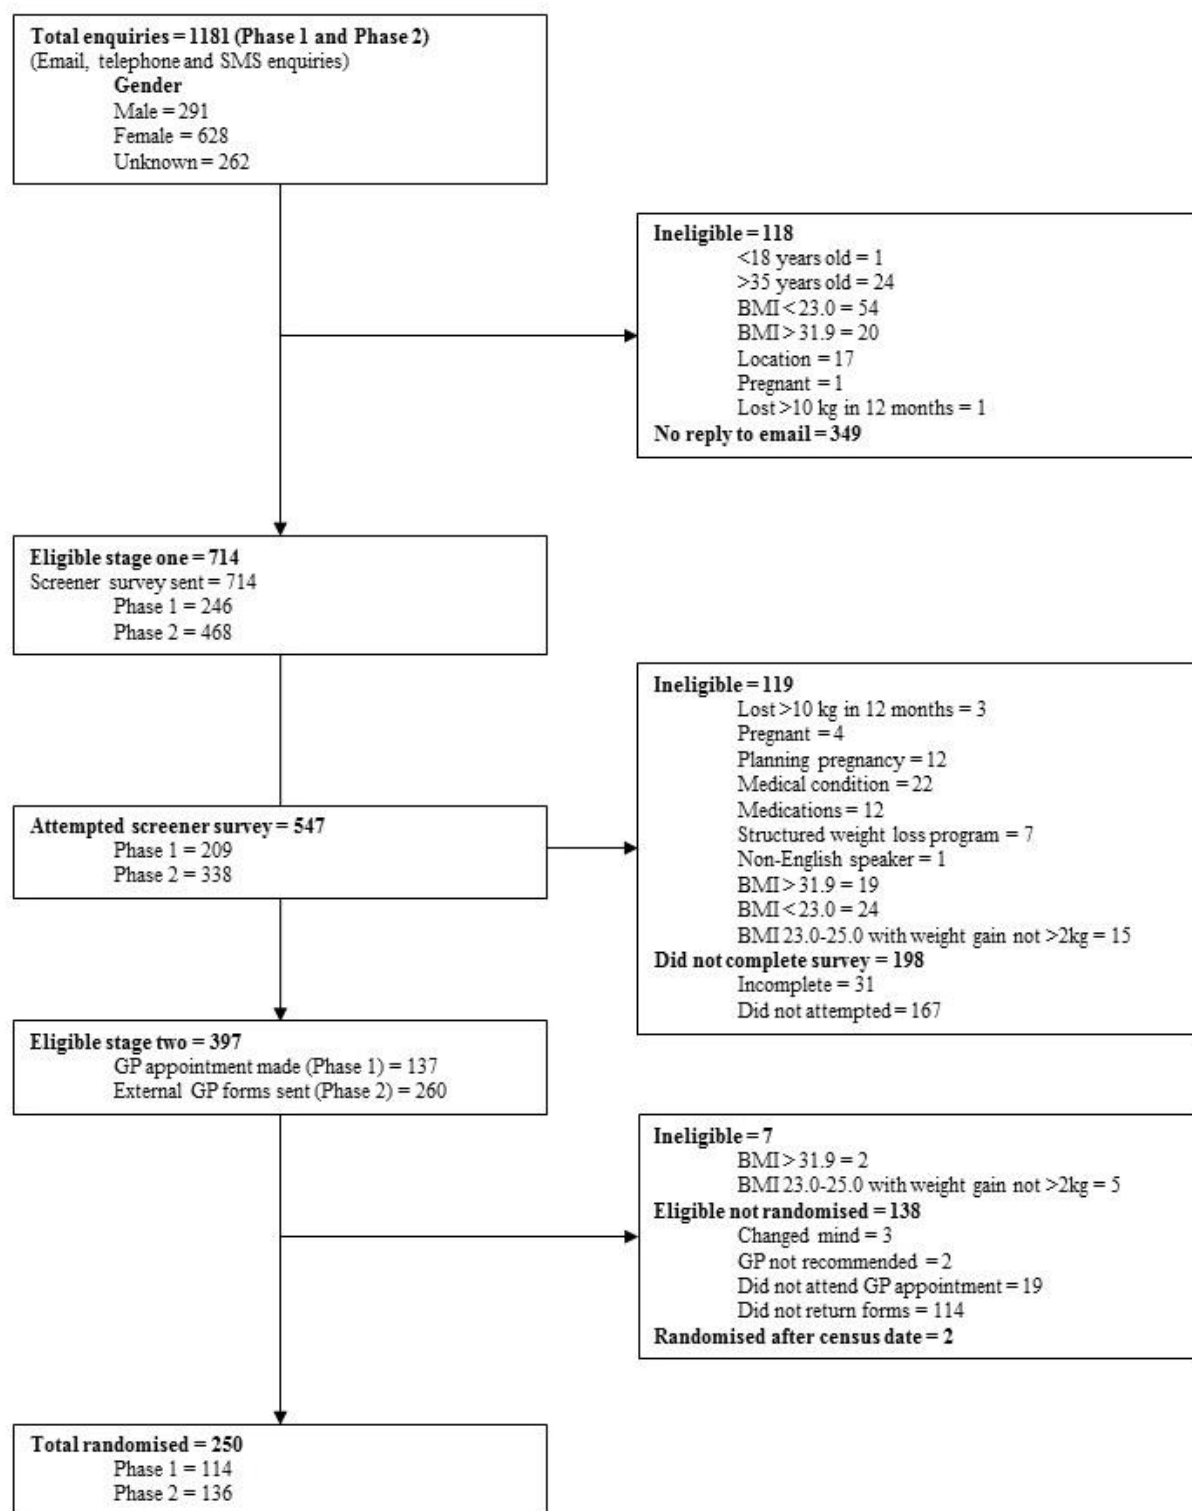 Total enquiries = 1181 (Phase 1 and Phase 2)
(Email, telephone and SMS enquiries)
Gender
Male = 291
Female = 628
Unknown = 262
Ineligible = 118
<18 years old = 1
>35 years old = 24
BMI < 23.0 = 54
BMI > 31.9 = 20
Location = 17
Pregnant = 1
Lost >10 kg in 12 months = 1
No reply to email = 349
Eligible stage one = 714
Screener survey sent = 714
Phase 1 = 246
Phase 2 = 468
Ineligible = 119
Lost >10 kg in 12 months = 3
Pregnant = 4
Planning pregnancy = 12
Medical condition = 22
Medications = 12
Structured weight loss program = 7
Non-English speaker = 1
BMI > 31.9 = 19
BMI < 23.0 = 24
BMI 23.0-25.0 with weight gain not >2kg = 15
Did not complete survey = 198
Incomplete = 31
Did not attempted = 167
Attempted screener survey = 547
Phase 1 = 209
Phase 2 = 338
Eligible stage two = 397
GP appointment made (Phase 1) = 137
External GP forms sent (Phase 2) = 260
Ineligible = 7
BMI > 31.9 = 2
BMI 23.0-25.0 with weight gain not >2kg = 5
Eligible not randomised = 138
Changed mind = 3
GP not recommended = 2
Did not attend GP appointment = 19
Did not return forms = 114
Randomised after census date = 2
Total randomised = 250
Phase 1 = 114
Phase 2 = 136